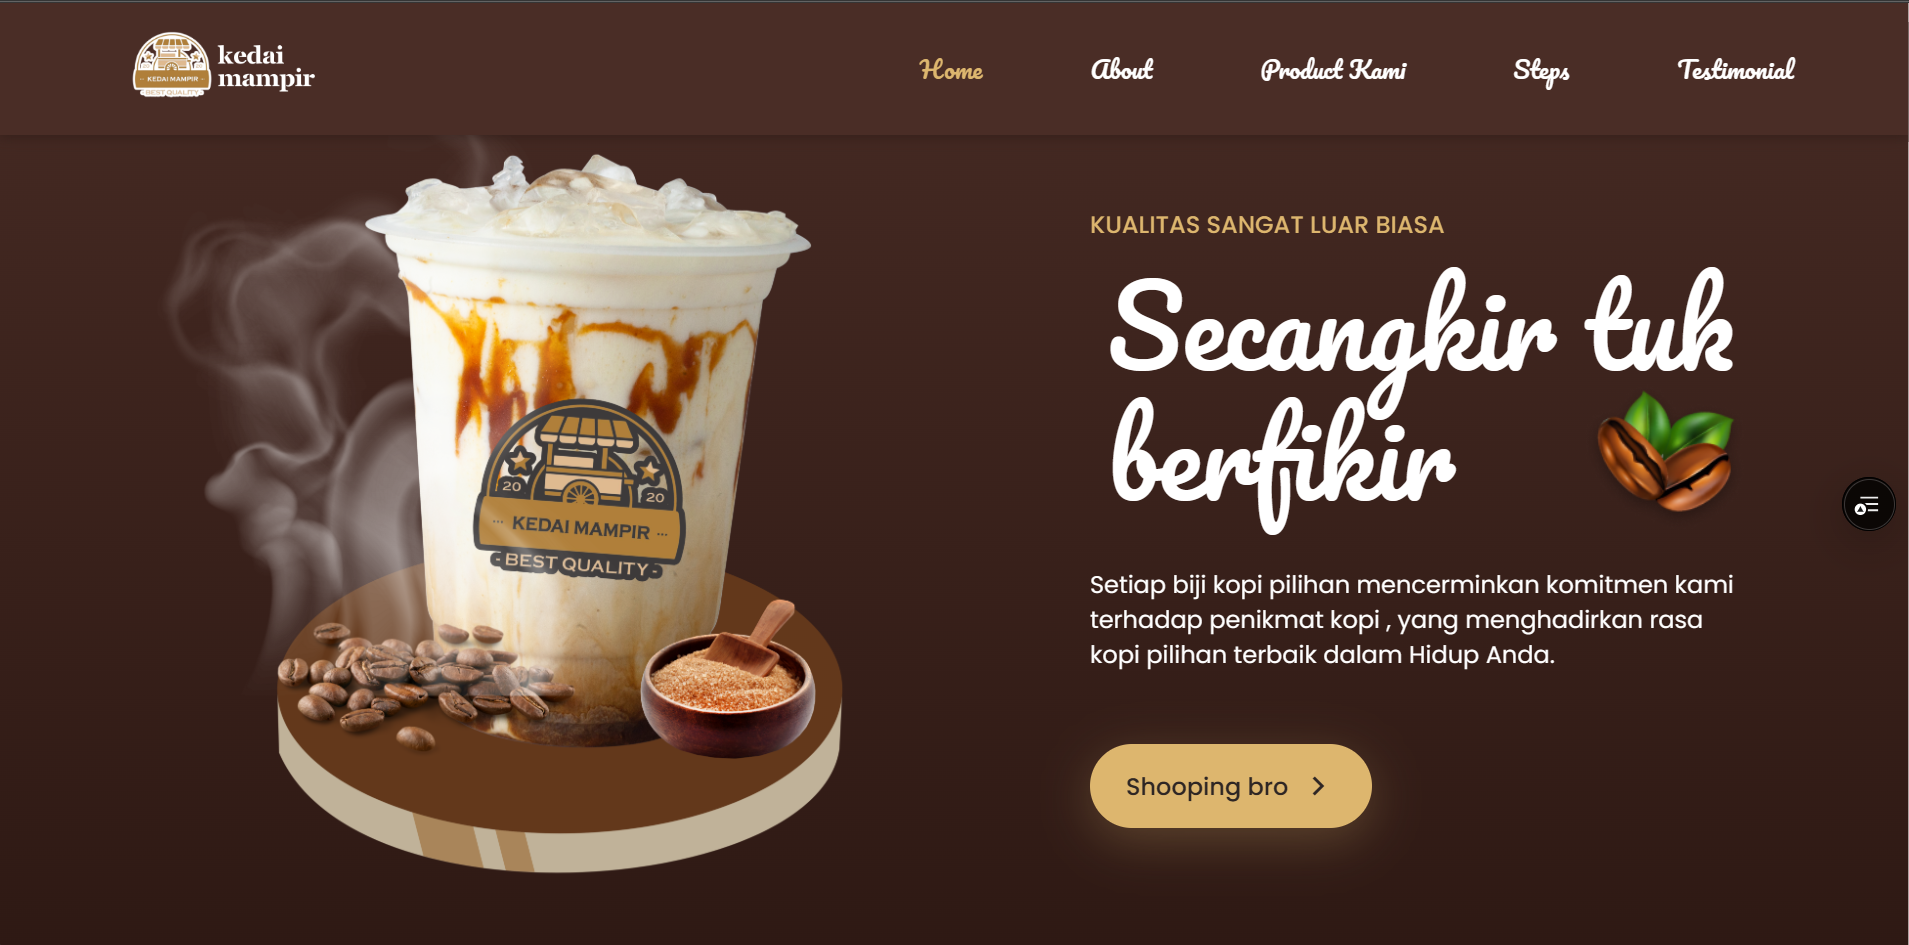 KEDAI MAMPIR
BEST QUALITY
kedai
mampir
Home
About
Product Kami
Steps
Testimonial
KUALITAS SANGAT LUAR BIASA
Secangkir tuk
berfikir
20
20
··· KEDAI MAMPIR ···
- BEST QUALITY -
Setiap biji kopi pilihan mencerminkan komitmen kami
terhadap penikmat kopi , yang menghadirkan rasa
kopi pilihan terbaik dalam Hidup Anda.
Shooping bro